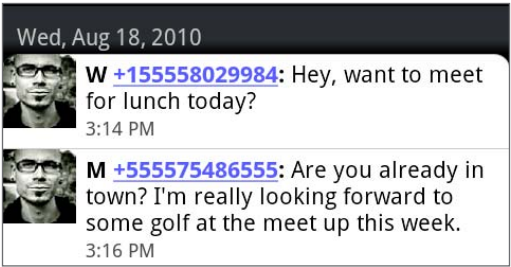 Wed, Aug 18, 2010
W +155558029984: Hey, want to meet
for lunch today?
3:14 PM
M +555575486555: Are you already in
town? I'm really looking forward to
some golf at the meet up this week.
3:16 PM